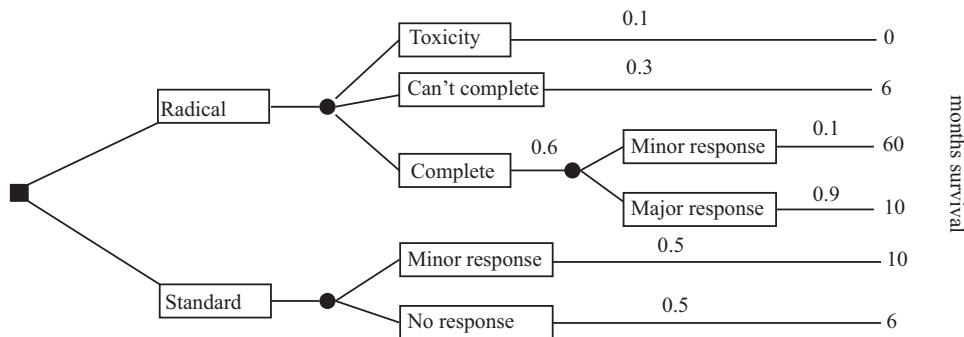 Toxicity 0.1 0
Can't complete 0.3 6
Radical
Complete 0.6
Minor response 0.1 60
Major response 0.9 10
Standard
Minor response 0.5 10
No response 0.5 6
months survival